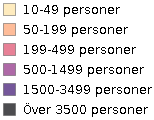 10-49 personer
50-199 personer
199-499 personer
500-1499 personer
1500-3499 personer
Över 3500 personer